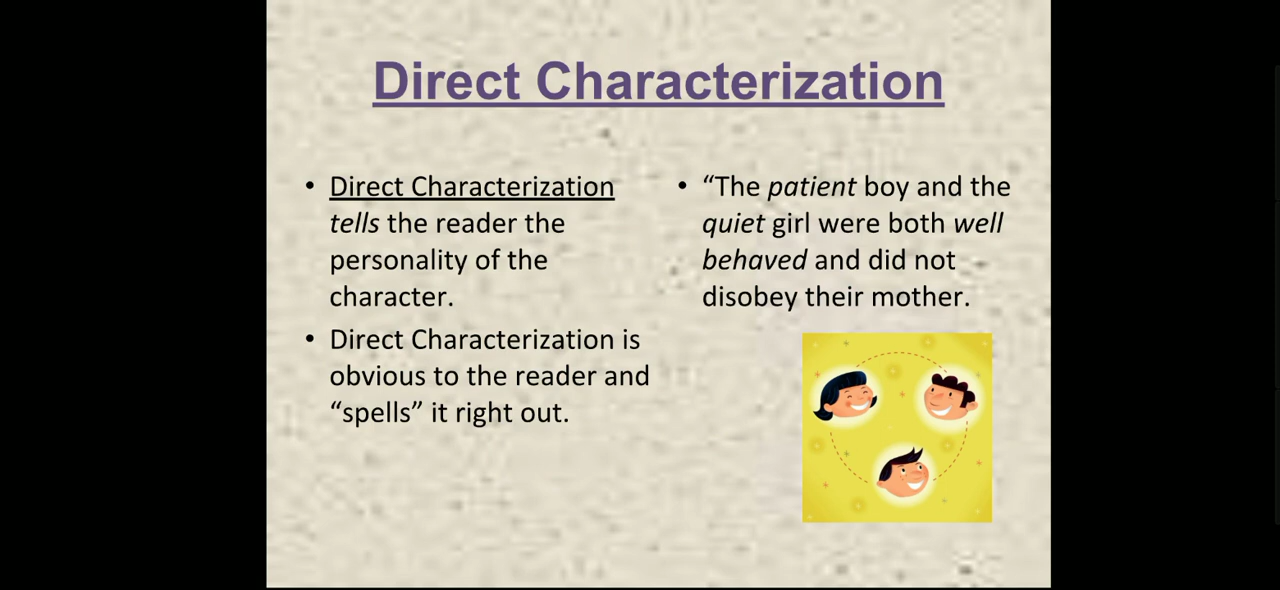 Direct Characterization
• Direct Characterization
tells the reader the
personality of the
character.
• Direct Characterization is
obvious to the reader and
“spells” it right out.
• “The patient boy and the
quiet girl were both well
behaved and did not
disobey their mother.